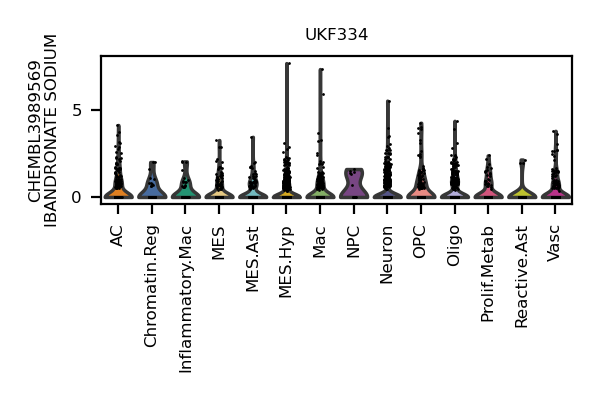 UKF334
CHEMBL3989569
IBANDRONATE SODIUM
5
0
AC
Chromatin.Reg
Inflammatory.Mac
MES
MES.Ast
MES.Hyp
Mac
NPC
Neuron
OPC
Oligo
Prolif.Metab
Reactive.Ast
Vasc